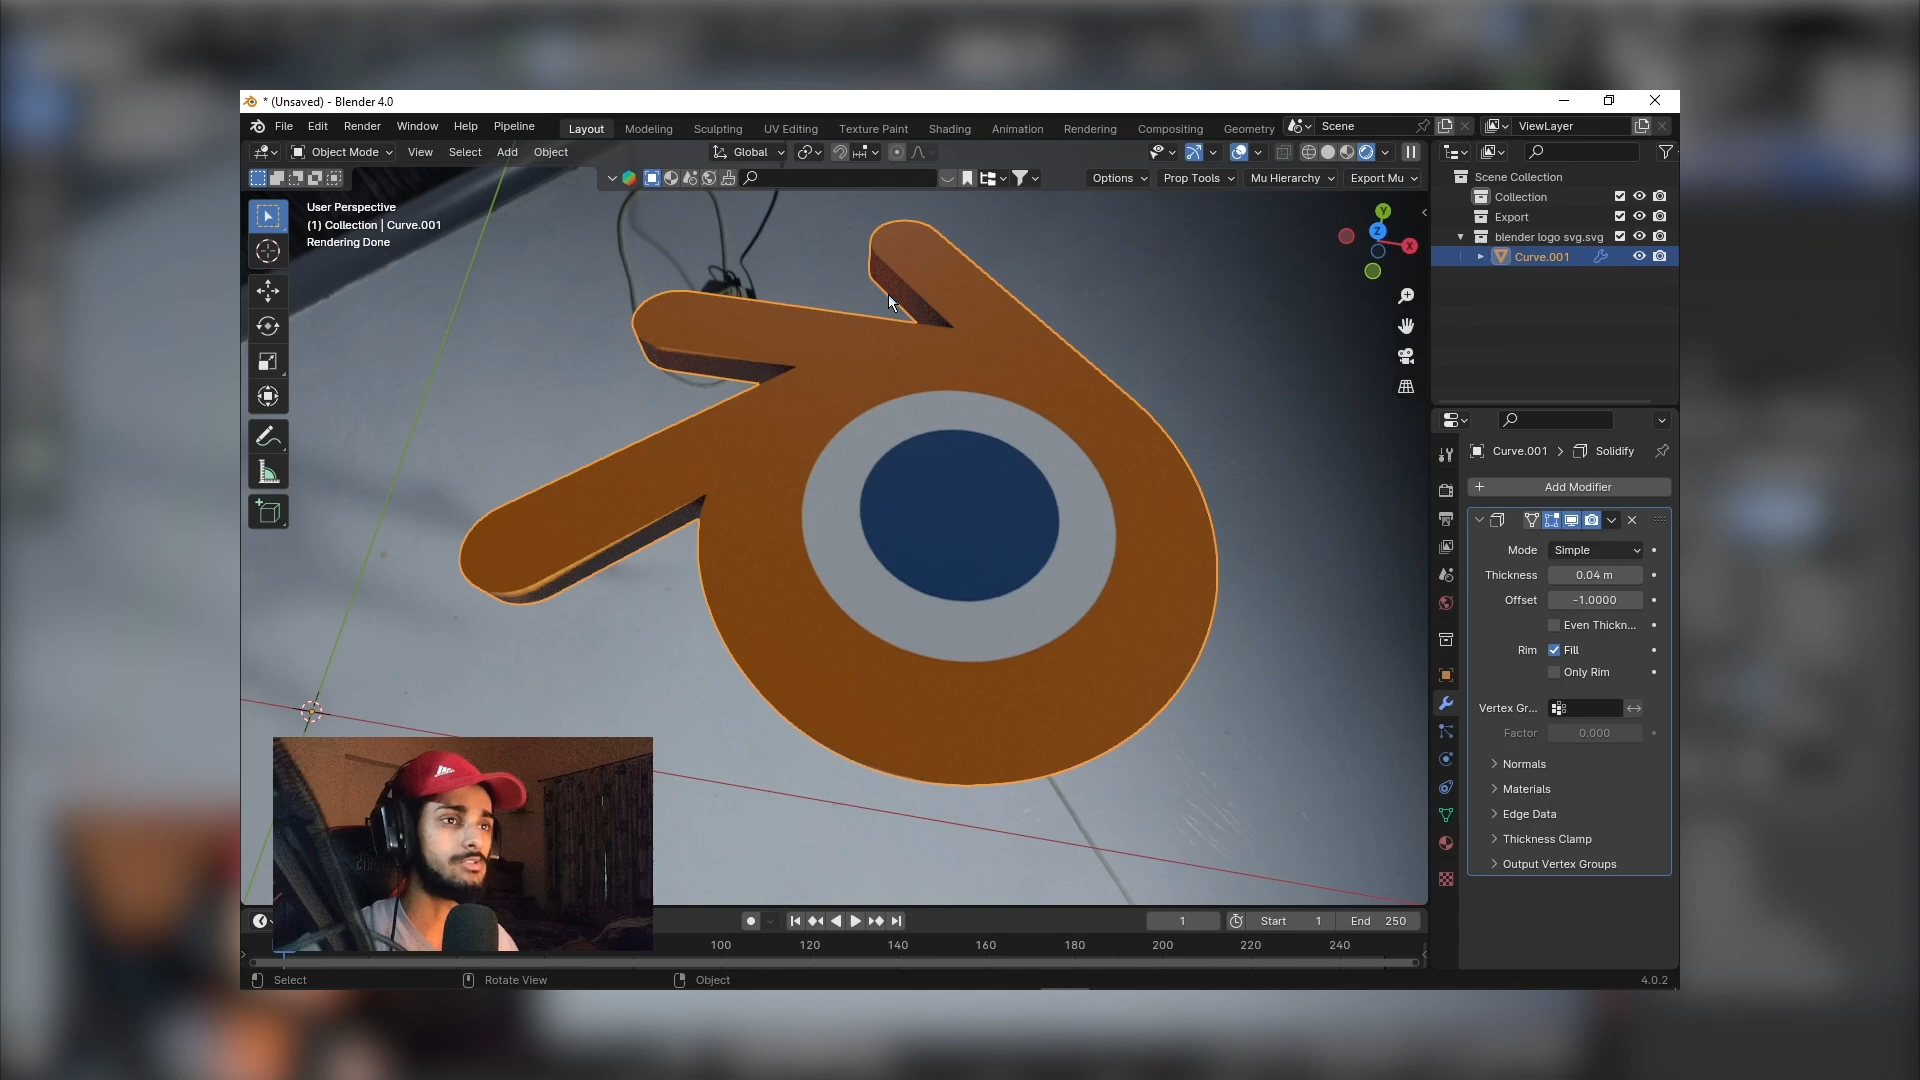 * (Unsaved) - Blender 4.0
File Edit Render Window Help Pipeline
Layout Modeling Sculpting UV Editing Texture Paint Shading Animation Rendering Compositing Geometry
Scene
ViewLayer
Object Mode View Select Add Object
Global
Options Prop Tools Mu Hierarchy Export Mu
User Perspective
(1) Collection | Curve.001
Rendering Done
Y
Z
X
Scene Collection
Collection
Export
blender logo svg.svg
Curve.001
Curve.001 > Solidify
+ Add Modifier
Mode Simple
Thickness 0.04 m
Offset -1.0000
Even Thickn...
Rim Fill
Only Rim
Vertex Gr...
Factor 0.000
Normals
Materials
Edge Data
Thickness Clamp
Output Vertex Groups
1 Start 1 End 250
100 120 140 160 180 200 220 240
Select Rotate View Object 4.0.2